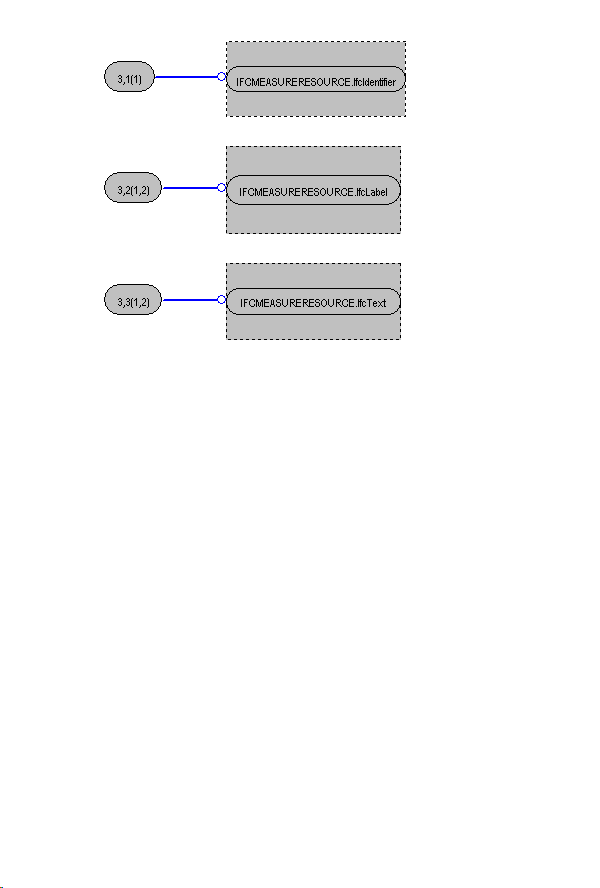 3,1(1) IFCMEASURERESOURCE.IfcIdentifier
3,2(1,2) IFCMEASURERESOURCE.IfcLabel
3,3(1,2) IFCMEASURERESOURCE.IfcText